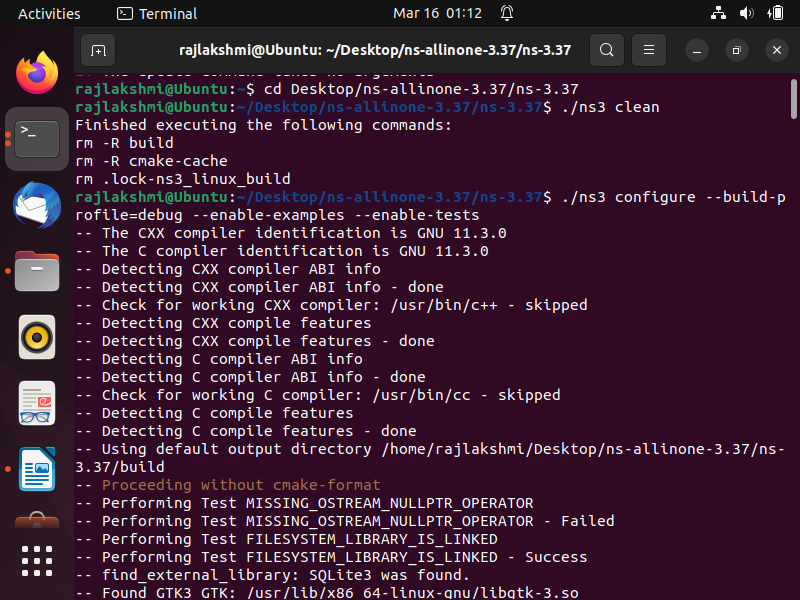 Activities
Terminal
Mar 16 01:12
rajlakshmi@Ubuntu: ~/Desktop/ns-allinone-3.37/ns-3.37
rajlakshmi@Ubuntu:~$ cd Desktop/ns-allinone-3.37/ns-3.37
rajlakshmi@Ubuntu:~/Desktop/ns-allinone-3.37/ns-3.37$ ./ns3 clean
Finished executing the following commands:
rm -R build
rm -R cmake-cache
rm .lock-ns3_linux_build
rajlakshmi@Ubuntu:~/Desktop/ns-allinone-3.37/ns-3.37$ ./ns3 configure --build-p
rofile=debug --enable-examples --enable-tests
-- The CXX compiler identification is GNU 11.3.0
-- The C compiler identification is GNU 11.3.0
-- Detecting CXX compiler ABI info
-- Detecting CXX compiler ABI info - done
-- Check for working CXX compiler: /usr/bin/c++ - skipped
-- Detecting CXX compile features
-- Detecting CXX compile features - done
-- Detecting C compiler ABI info
-- Detecting C compiler ABI info - done
-- Check for working C compiler: /usr/bin/cc - skipped
-- Detecting C compile features
-- Detecting C compile features - done
-- Using default output directory /home/rajlakshmi/Desktop/ns-allinone-3.37/ns-
3.37/build
-- Proceeding without cmake-format
-- Performing Test MISSING_OSTREAM_NULLPTR_OPERATOR
-- Performing Test MISSING_OSTREAM_NULLPTR_OPERATOR - Failed
-- Performing Test FILESYSTEM_LIBRARY_IS_LINKED
-- Performing Test FILESYSTEM_LIBRARY_IS_LINKED - Success
-- find_external_library: SQLite3 was found.
-- Found GTK3_GTK: /usr/lib/x86_64-linux-gnu/libgtk-3.so